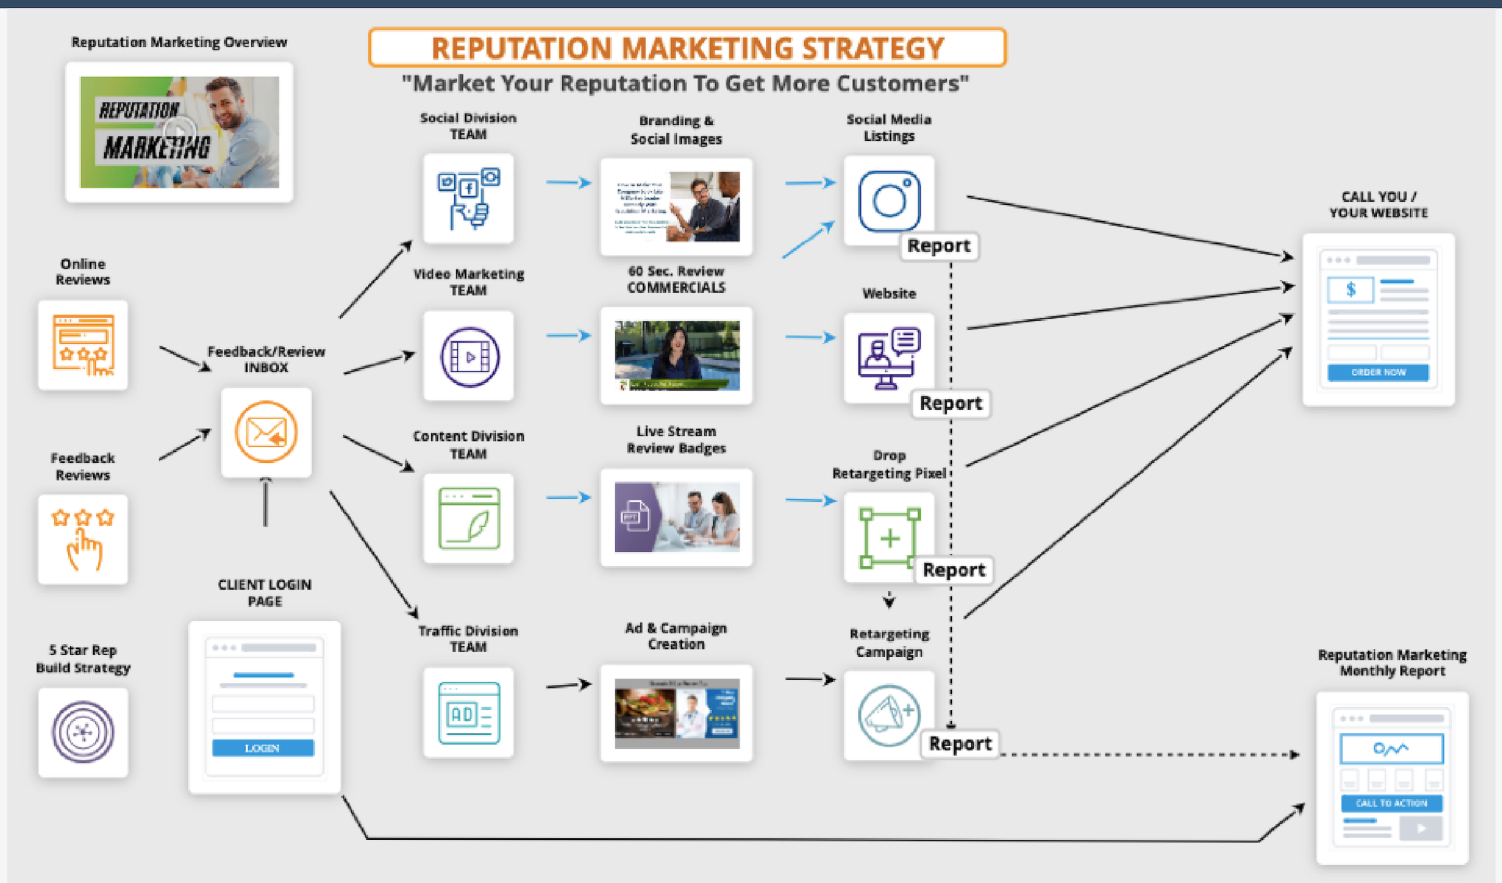 Reputation Marketing Overview
REPUTATION
MARKETING
REPUTATION MARKETING STRATEGY
"Market Your Reputation To Get More Customers"
Social Division
TEAM
Branding &
Social Images
Social Media
Listings
Report
CALL YOU /
YOUR WEBSITE
$
ORDER NOW
Online
Reviews
Video Marketing
TEAM
60 Sec. Review
COMMERCIALS
Website
Report
Feedback/Review
INBOX
Feedback
Reviews
Content Division
TEAM
Live Stream
Review Badges
Drop
Retargeting Pixel
Report
CLIENT LOGIN
PAGE
LOGIN
5 Star Rep
Build Strategy
Traffic Division
TEAM
AD
Ad & Campaign
Creation
Retargeting
Campaign
Report
Reputation Marketing
Monthly Report
CALL TO ACTION